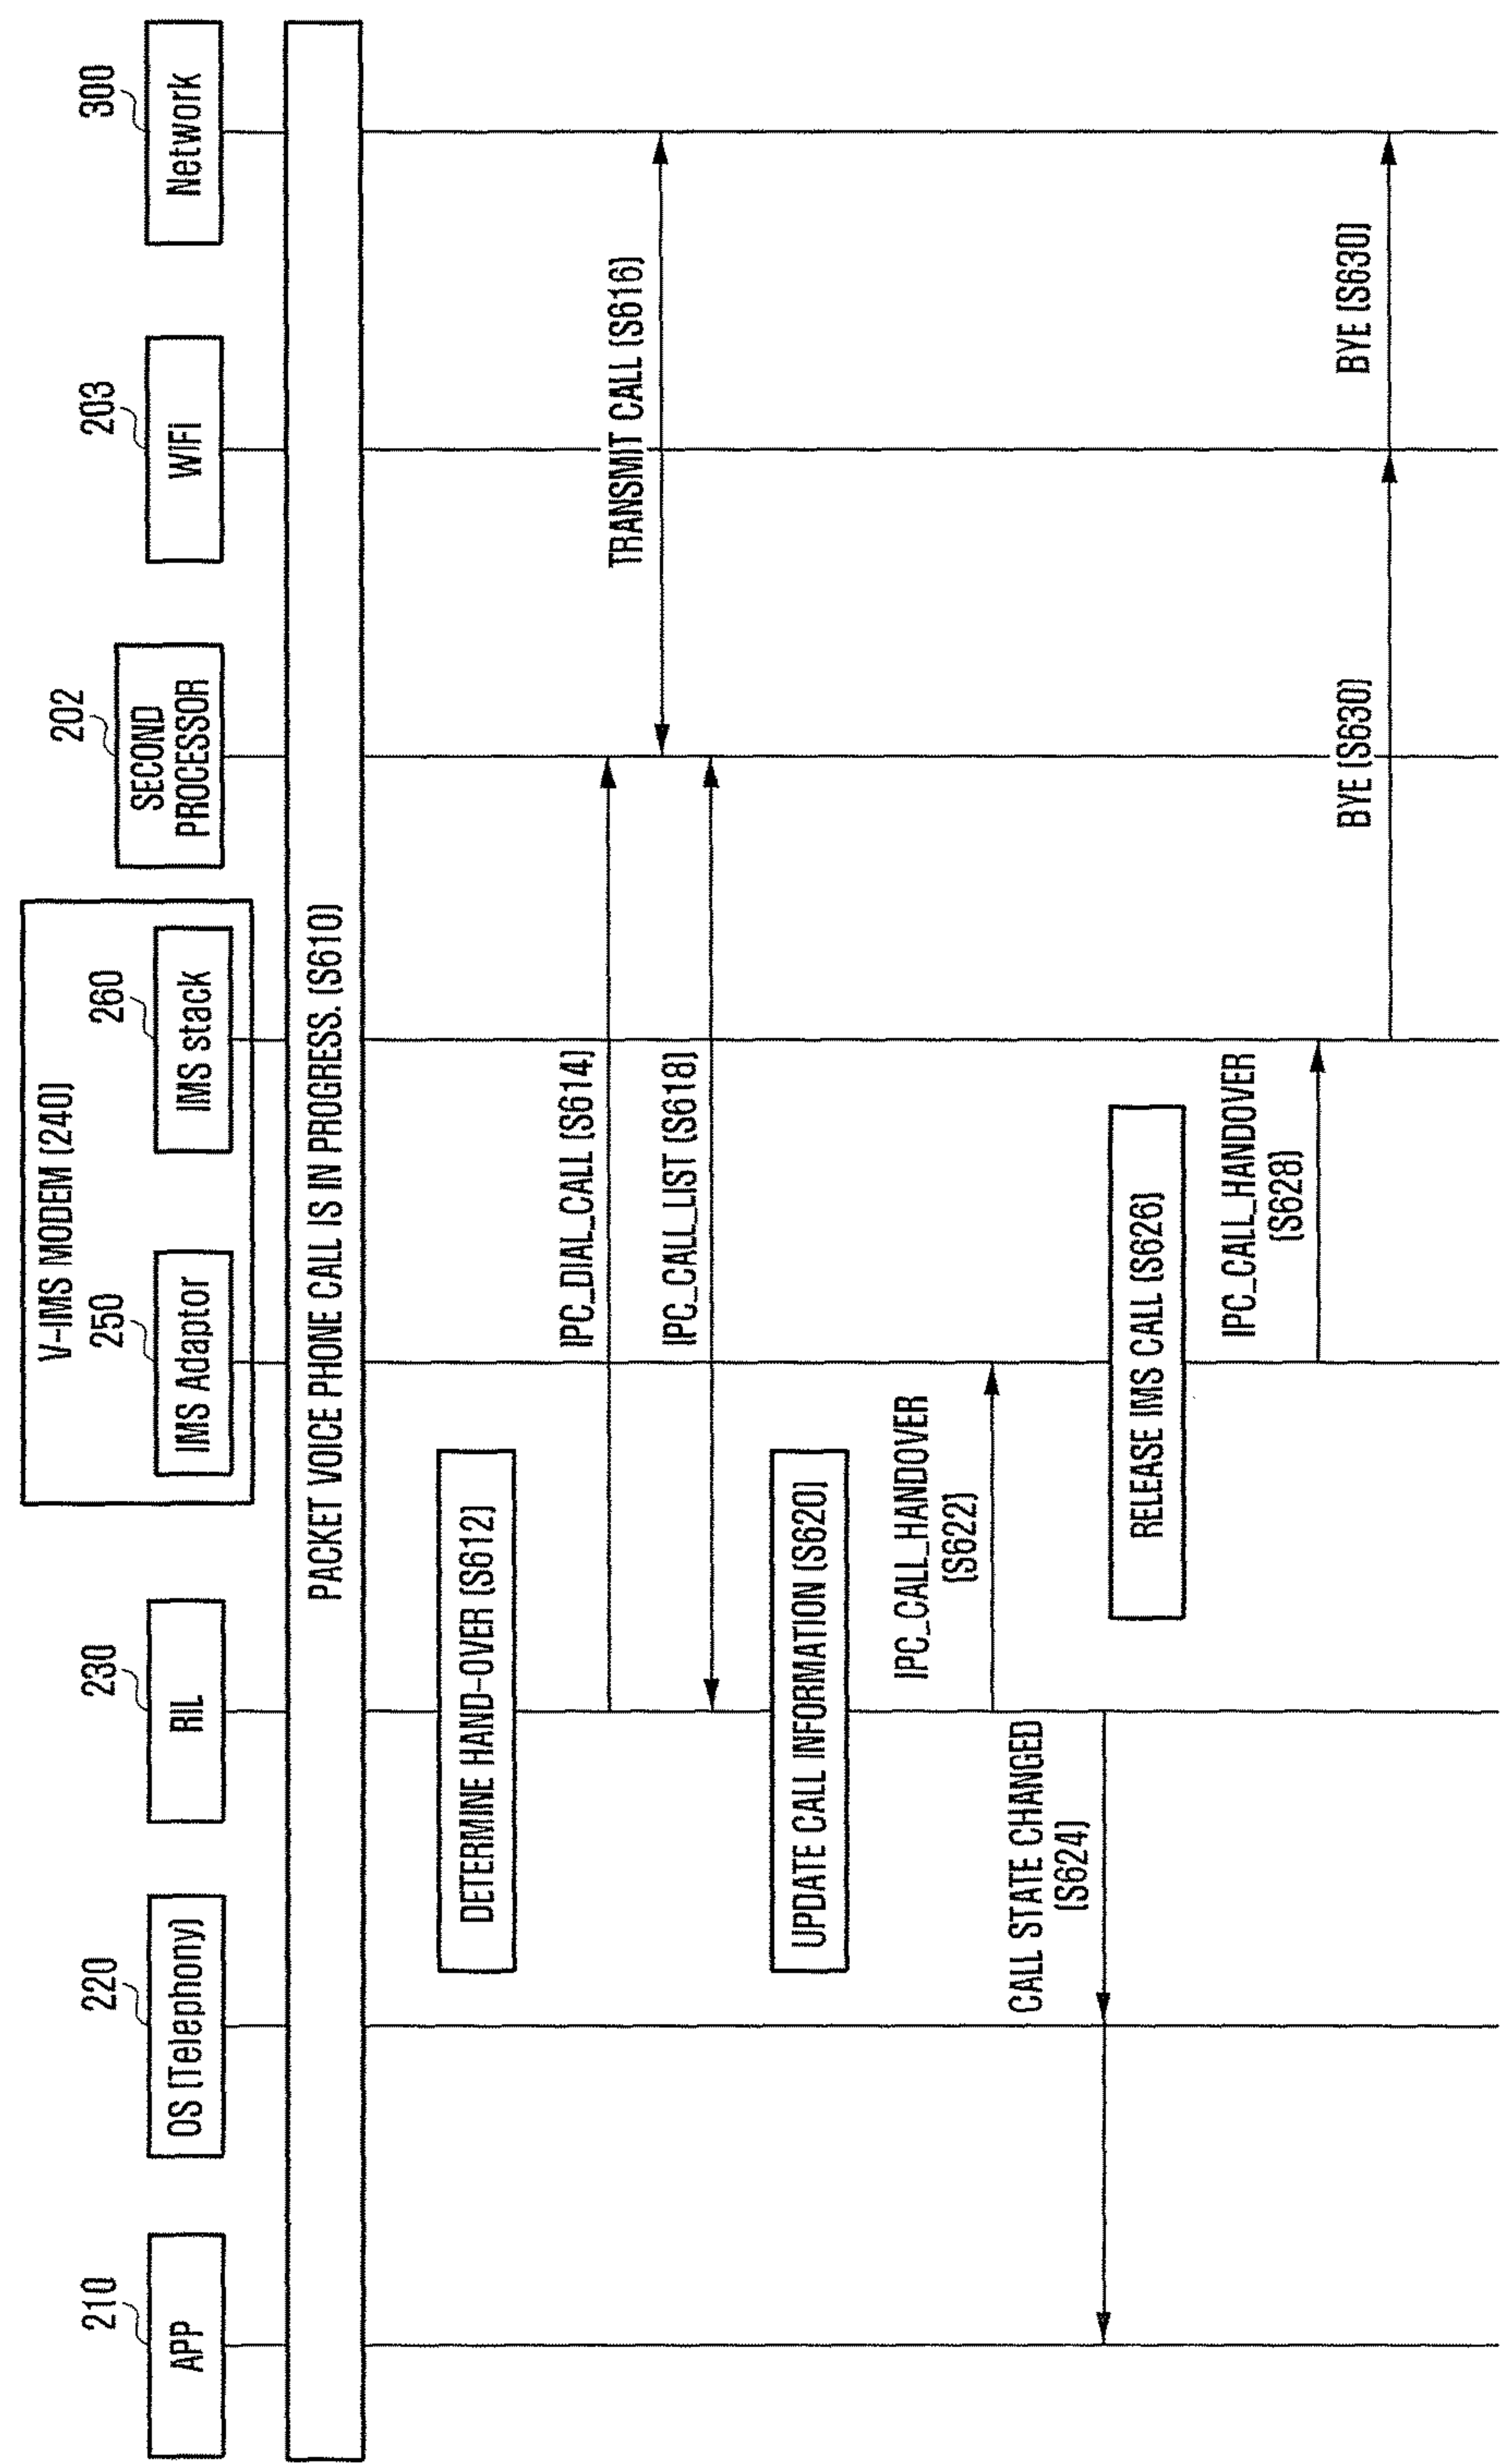 210
APP
220
OS (Telephony)
230
RIL
V-IMS MODEM (240)
250
IMS Adaptor
260
IMS stack
202
SECOND
PROCESSOR
203
WiFi
300
Network
PACKET VOICE PHONE CALL IS IN PROGRESS. (S610)
DETERMINE HAND-OVER (S612)
IPC_DIAL_CALL (S614)
TRANSMIT CALL (S616)
IPC_CALL_LIST (S618)
UPDATE CALL INFORMATION (S620)
IPC_CALL_HANDOVER
(S622)
CALL STATE CHANGED
(S624)
RELEASE IMS CALL (S626)
IPC_CALL_HANDOVER
(S628)
BYE (S630)
BYE (S630)